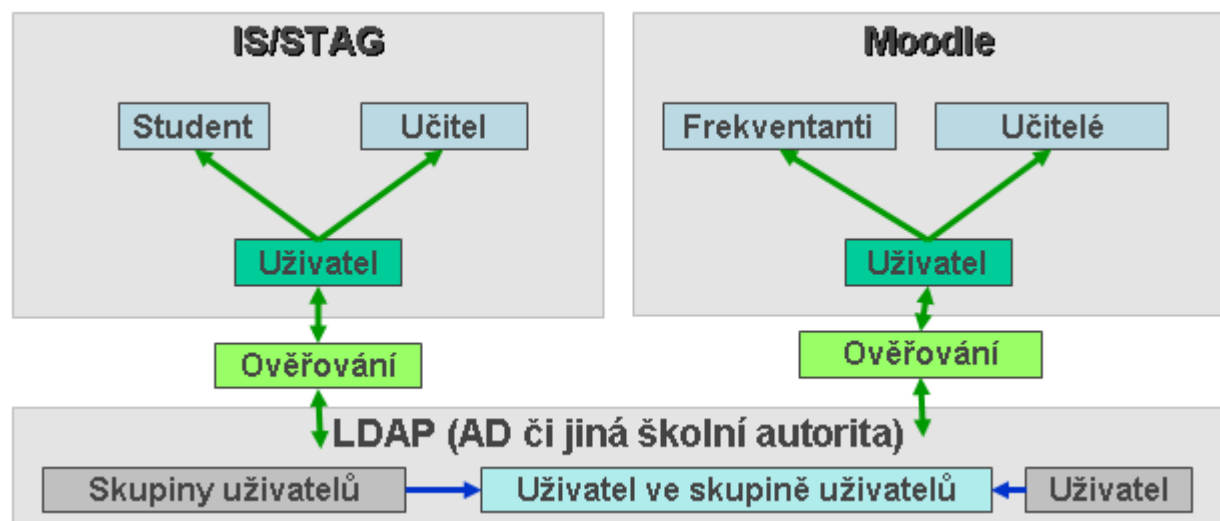 IS/STAG
Moodle
Student
Učitel
Frekventanti
Učitelé
Uživatel
Uživatel
Ověřování
Ověřování
LDAP (AD či jiná školní autorita)
Skupiny uživatelů
Uživatel ve skupině uživatelů
Uživatel